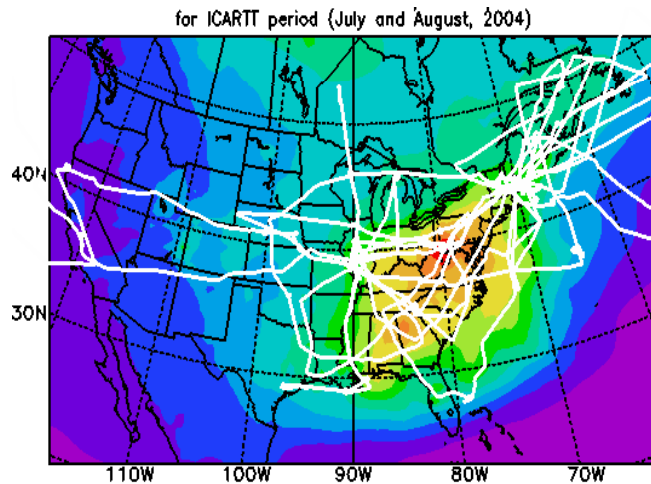 for ICARTT period (July and August, 2004)
40N
30N
110W 100W 90W 80W 70W